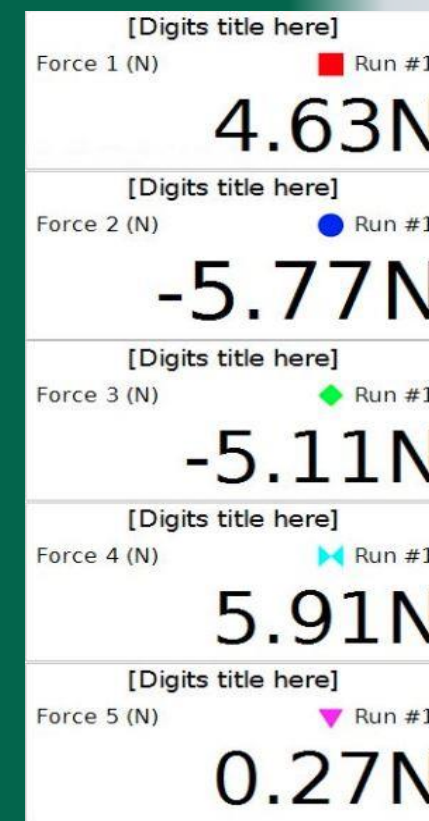 [Digits title here]
Force 1 (N) Run #1
4.63N
[Digits title here]
Force 2 (N) Run #1
-5.77N
[Digits title here]
Force 3 (N) Run #1
-5.11N
[Digits title here]
Force 4 (N) Run #1
5.91N
[Digits title here]
Force 5 (N) Run #1
0.27N